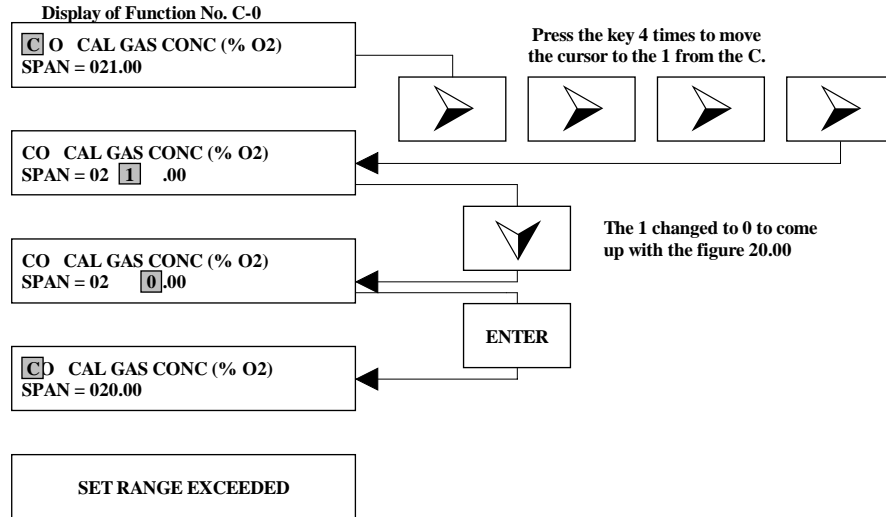 Display of Function No. C-0
C O CAL GAS CONC (% O2)
SPAN = 021.00
Press the key 4 times to move
the cursor to the 1 from the C.
CO CAL GAS CONC (% O2)
SPAN = 02 1 .00
The 1 changed to 0 to come
up with the figure 20.00
CO CAL GAS CONC (% O2)
SPAN = 02 0 .00
ENTER
CO CAL GAS CONC (% O2)
SPAN = 020.00
SET RANGE EXCEEDED